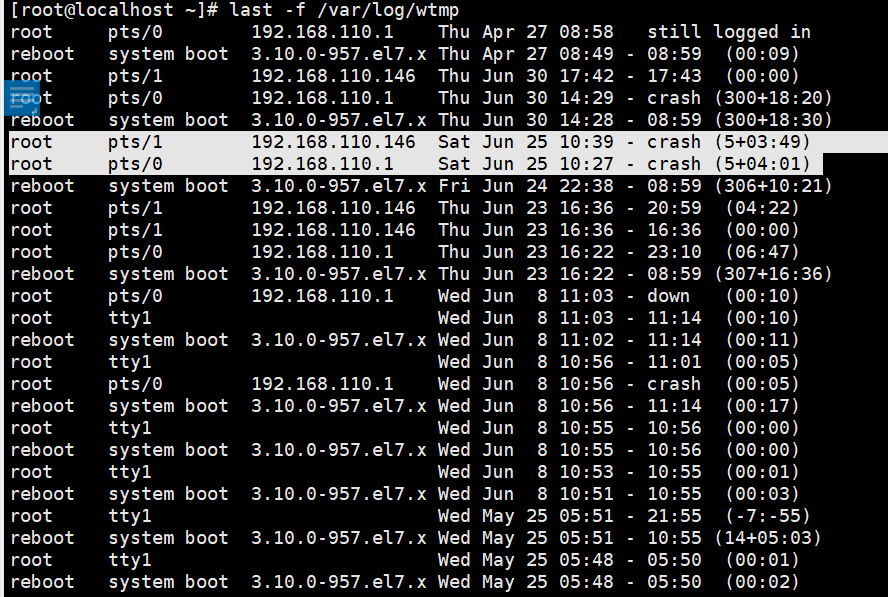 [root@localhost ~]# last -f /var/log/wtmp
root     pts/0        192.168.110.1    Thu Apr 27 08:58   still logged in
reboot   system boot  3.10.0-957.el7.x Thu Apr 27 08:49 - 08:59  (00:09)
root     pts/1        192.168.110.146  Thu Jun 30 17:42 - 17:43  (00:00)
root     pts/0        192.168.110.1    Thu Jun 30 14:29 - crash (300+18:20)
reboot   system boot  3.10.0-957.el7.x Thu Jun 30 14:28 - 08:59 (300+18:30)
root     pts/1        192.168.110.146  Sat Jun 25 10:39 - crash (5+03:49)
root     pts/0        192.168.110.1    Sat Jun 25 10:27 - crash (5+04:01)
reboot   system boot  3.10.0-957.el7.x Fri Jun 24 22:38 - 08:59 (306+10:21)
root     pts/1        192.168.110.146  Thu Jun 23 16:36 - 20:59  (04:22)
root     pts/1        192.168.110.146  Thu Jun 23 16:36 - 16:36  (00:00)
root     pts/0        192.168.110.1    Thu Jun 23 16:22 - 23:10  (06:47)
reboot   system boot  3.10.0-957.el7.x Thu Jun 23 16:22 - 08:59 (307+16:36)
root     pts/0        192.168.110.1    Wed Jun  8 11:03 - down   (00:10)
root     tty1                          Wed Jun  8 11:03 - 11:14  (00:10)
reboot   system boot  3.10.0-957.el7.x Wed Jun  8 11:02 - 11:14  (00:11)
root     tty1                          Wed Jun  8 10:56 - 11:01  (00:05)
root     pts/0        192.168.110.1    Wed Jun  8 10:56 - crash  (00:05)
reboot   system boot  3.10.0-957.el7.x Wed Jun  8 10:56 - 11:14  (00:17)
root     tty1                          Wed Jun  8 10:55 - 10:56  (00:00)
reboot   system boot  3.10.0-957.el7.x Wed Jun  8 10:55 - 10:56  (00:00)
root     tty1                          Wed Jun  8 10:53 - 10:55  (00:01)
reboot   system boot  3.10.0-957.el7.x Wed Jun  8 10:51 - 10:55  (00:03)
root     tty1                          Wed May 25 05:51 - 21:55  (-7:-55)
reboot   system boot  3.10.0-957.el7.x Wed May 25 05:51 - 10:55 (14+05:03)
root     tty1                          Wed May 25 05:48 - 05:50  (00:01)
reboot   system boot  3.10.0-957.el7.x Wed May 25 05:48 - 05:50  (00:02)